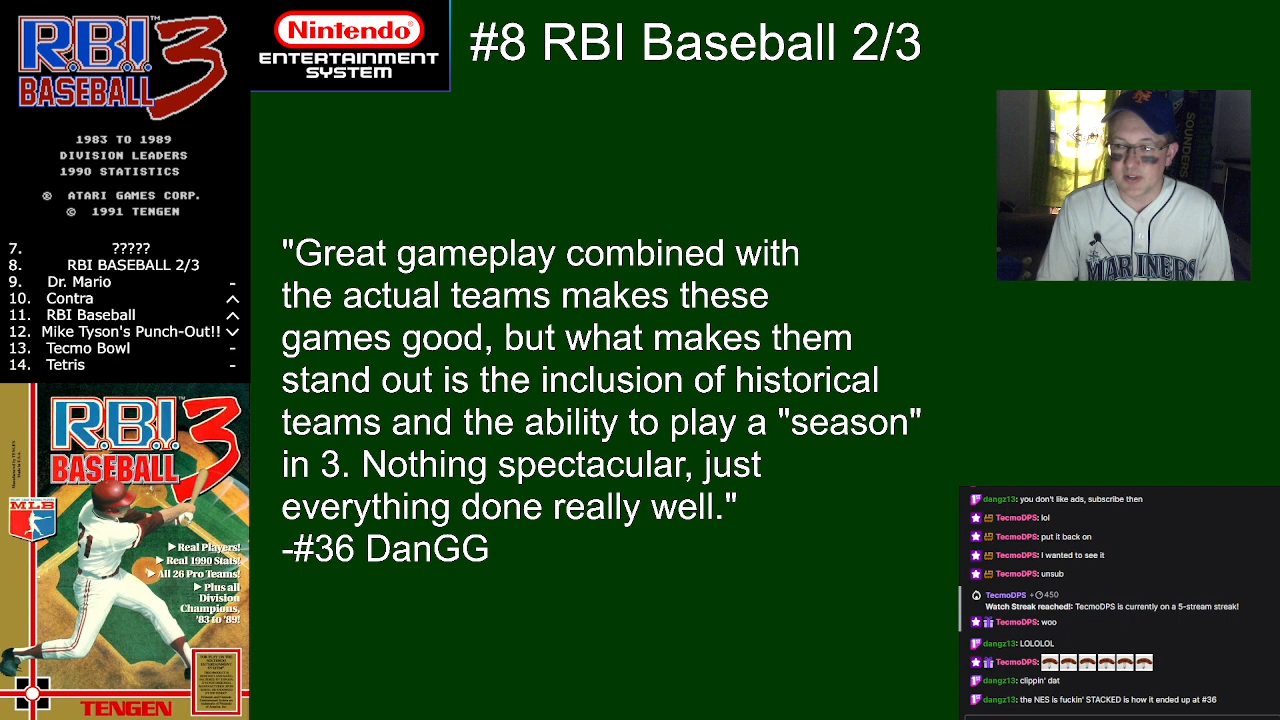 R.B.I. 3
BASEBALL
1983 TO 1989
DIVISION LEADERS
1990 STATISTICS
® ATARI GAMES CORP.
© 1991 TENGEN
Nintendo®
ENTERTAINMENT
SYSTEM
#8 RBI Baseball 2/3
SOUNDERS
MARINERS
7. ?????
8. RBI BASEBALL 2/3
9. Dr. Mario -
10. Contra ^
11. RBI Baseball ^
12. Mike Tyson's Punch-Out!! v
13. Tecmo Bowl -
14. Tetris -
"Great gameplay combined with
the actual teams makes these
games good, but what makes them
stand out is the inclusion of historical
teams and the ability to play a "season"
in 3. Nothing spectacular, just
everything done really well."
-#36 DanGG
R.B.I.™ 3
BASEBALL
MLB
21
▶Real Players!
▶Real 1990 Stats!
▶All 26 Pro Teams!
▶Plus all
Division
Champions,
'83 to '89!
TENGEN
dangz13: you don't like ads, subscribe then
TecmoDPS: lol
TecmoDPS: put it back on
TecmoDPS: I wanted to see it
TecmoDPS: unsub
TecmoDPS +450
Watch Streak reached!: TecmoDPS is currently on a 5-stream streak!
TecmoDPS: woo
dangz13: LOLOLOL
TecmoDPS:
dangz13: clippin' dat
dangz13: the NES is fuckin' STACKED is how it ended up at #36